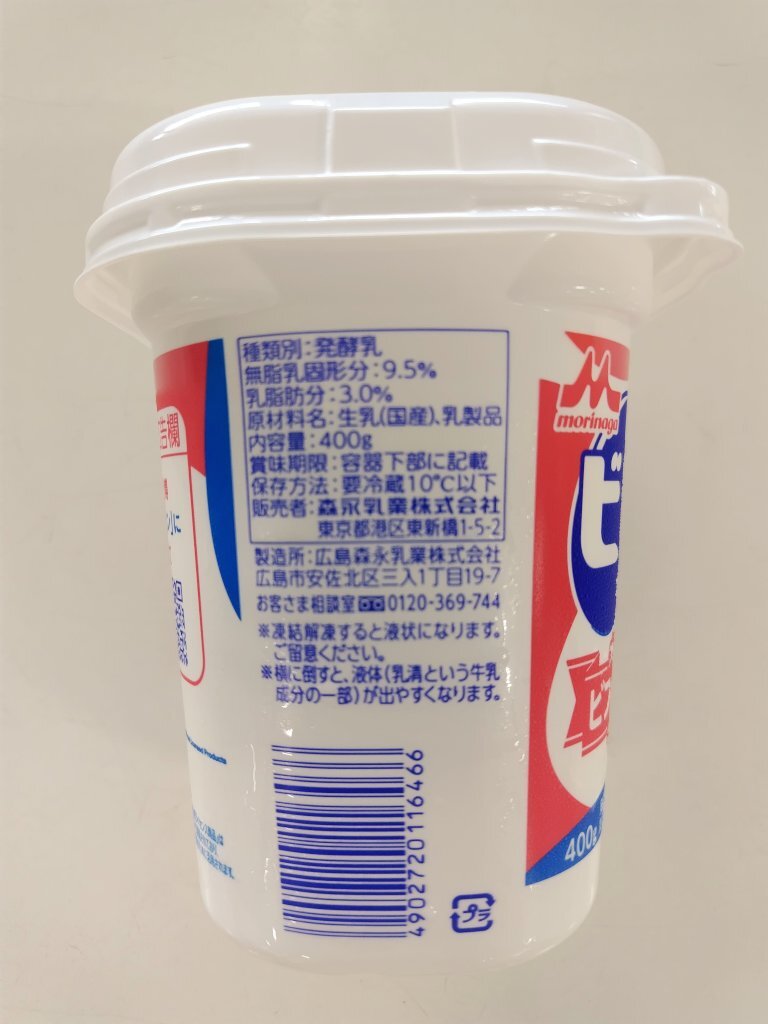 種類別：発酵乳
無脂乳固形分：9.5%
乳脂肪分：3.0%
原材料名：生乳(国産)、乳製品
内容量：400g
賞味期限：容器下部に記載
保存方法：要冷蔵10℃以下
販売者：森永乳業株式会社
東京都港区東新橋1-5-2
製造所：広島森永乳業株式会社
広島市安佐北区三入1丁目19-7
お客さま相談室 0120-369-744
※凍結解凍すると液状になります。
ご留意ください。
※横に倒すと、液体(乳清という牛乳
成分の一部)が出やすくなります。
4902720116466
プラ
morinaga
ビ
ビフ
400g
告欄
に
Products